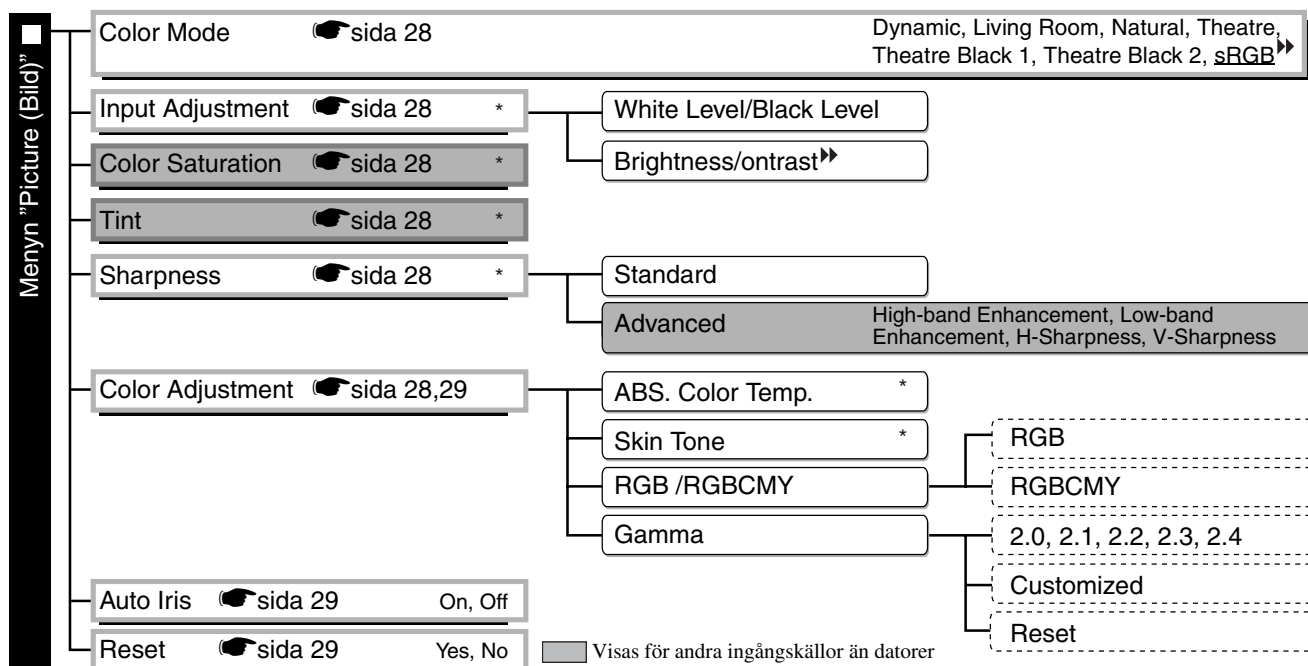 Menyn "Picture (Bild)"
Color Mode ☛sida 28
Dynamic, Living Room, Natural, Theatre,
Theatre Black 1, Theatre Black 2, sRGB
Input Adjustment ☛sida 28 *
White Level/Black Level
Brightness/ontrast
Color Saturation ☛sida 28 *
Tint ☛sida 28 *
Sharpness ☛sida 28 *
Standard
Advanced
High-band Enhancement, Low-band
Enhancement, H-Sharpness, V-Sharpness
Color Adjustment ☛sida 28,29
ABS. Color Temp. *
Skin Tone *
RGB /RGBCMY
RGB
RGBCMY
Gamma
2.0, 2.1, 2.2, 2.3, 2.4
Customized
Reset
Auto Iris ☛sida 29 On, Off
Reset ☛sida 29 Yes, No
Visas för andra ingångskällor än datorer